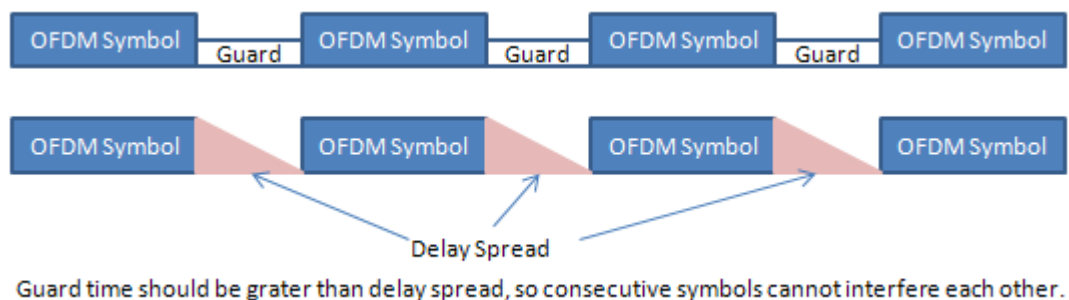 OFDM Symbol Guard OFDM Symbol Guard OFDM Symbol Guard OFDM Symbol
OFDM Symbol OFDM Symbol OFDM Symbol OFDM Symbol
Delay Spread
Guard time should be grater than delay spread, so consecutive symbols cannot interfere each other.